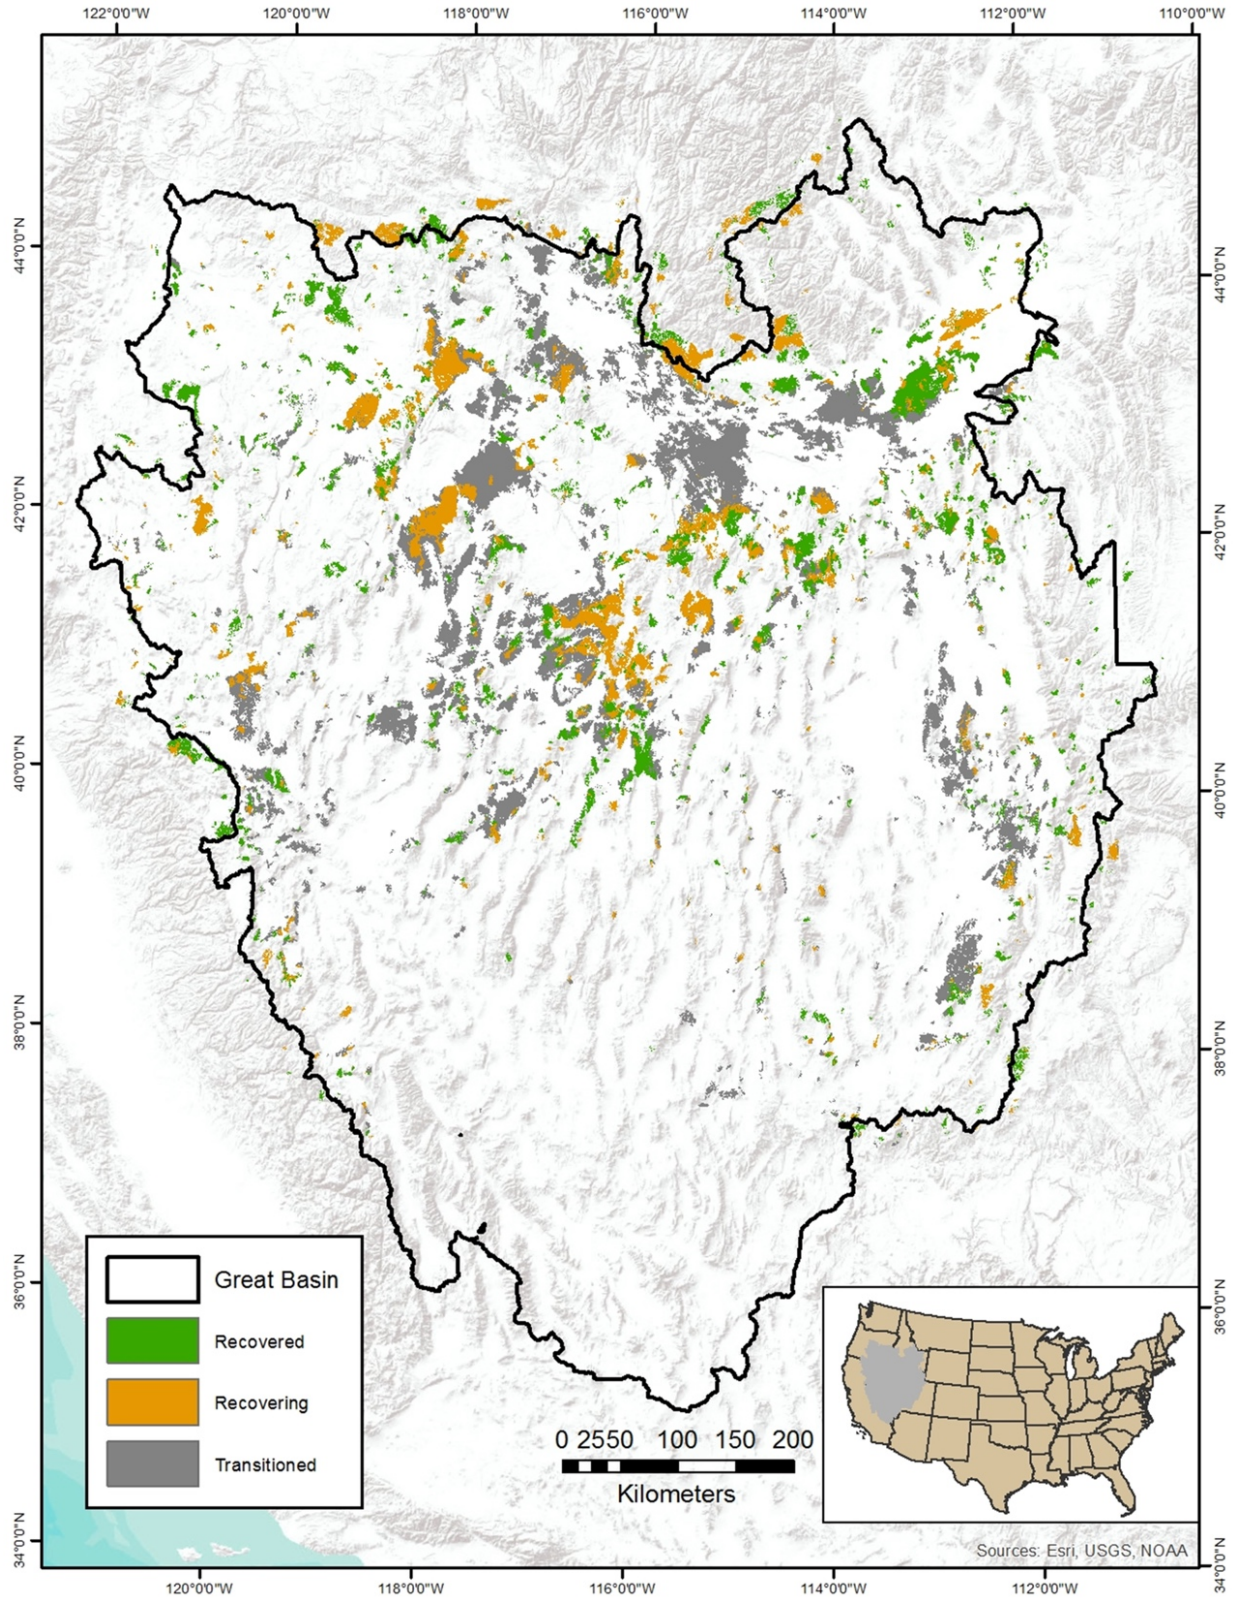 122°0'0"W 120°0'0"W 118°0'0"W 116°0'0"W 114°0'0"W 112°0'0"W 110°0'0"W
44°0'0"N 44°0'0"N
42°0'0"N 42°0'0"N
40°0'0"N 40°0'0"N
38°0'0"N 38°0'0"N
36°0'0"N 36°0'0"N
34°0'0"N 34°0'0"N
Great Basin
Recovered
Recovering
Transitioned
0 25 50 100 150 200
Kilometers
Sources: Esri, USGS, NOAA
120°0'0"W 118°0'0"W 116°0'0"W 114°0'0"W 112°0'0"W